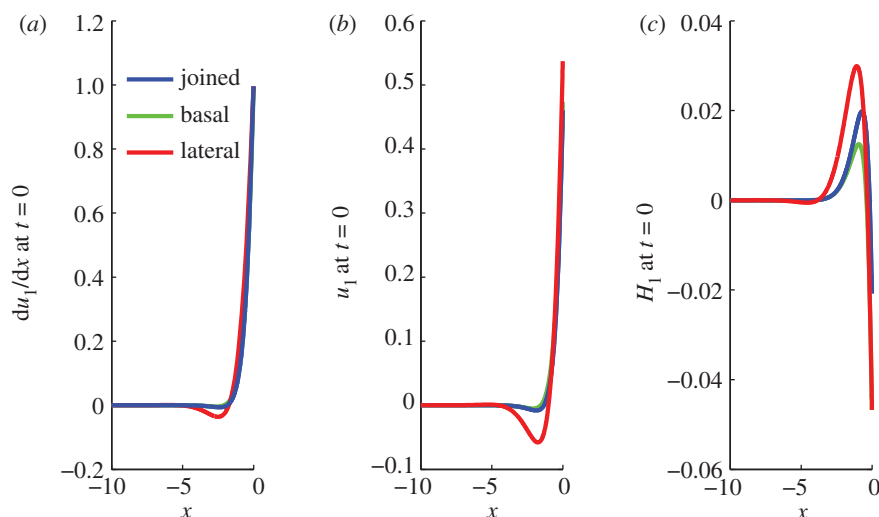 (a)
1.2
1.0
0.8
0.6
0.4
0.2
0
−0.2
−10
−5
0
x
du1/dx at t = 0
joined
basal
lateral
(b)
0.6
0.5
0.4
0.3
0.2
0.1
0
−0.1
−10
−5
0
x
u1 at t = 0
(c)
0.04
0.02
0
−0.02
−0.04
−0.06
−10
−5
0
x
H1 at t = 0